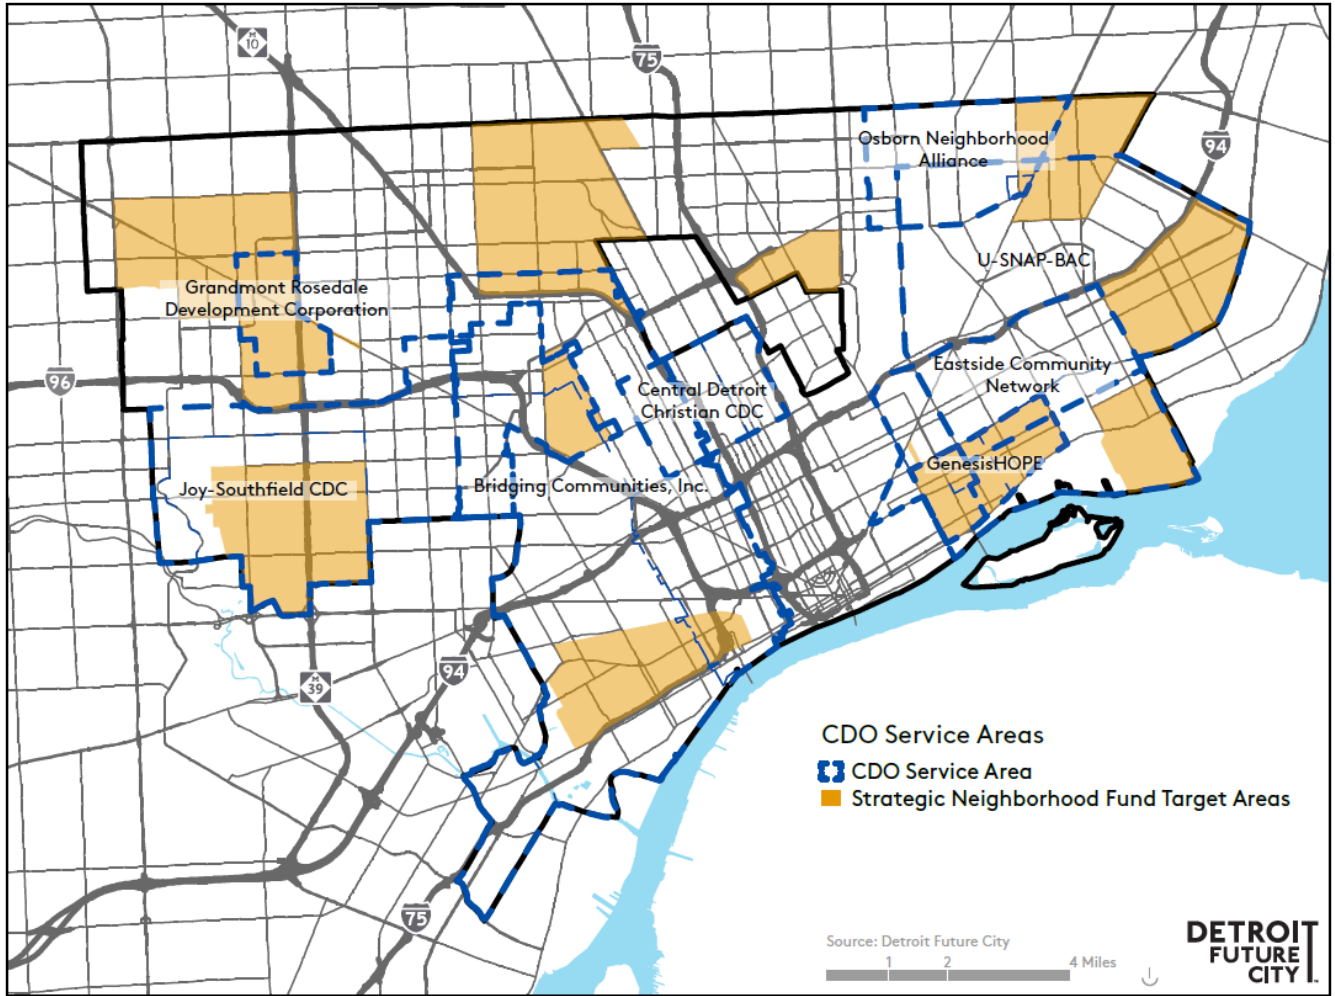 M
10
75
94
Osborn Neighborhood
Alliance
U-SNAP-BAC
Grandmont Rosedale
Development Corporation
96
Eastside Community
Network
Central Detroit
Christian CDC
GenesisHOPE
Joy-Southfield CDC
Bridging Communities, Inc.
94
M
39
75
CDO Service Areas
CDO Service Area
Strategic Neighborhood Fund Target Areas
Source: Detroit Future City
1 2 4 Miles
DETROIT
FUTURE
CITY